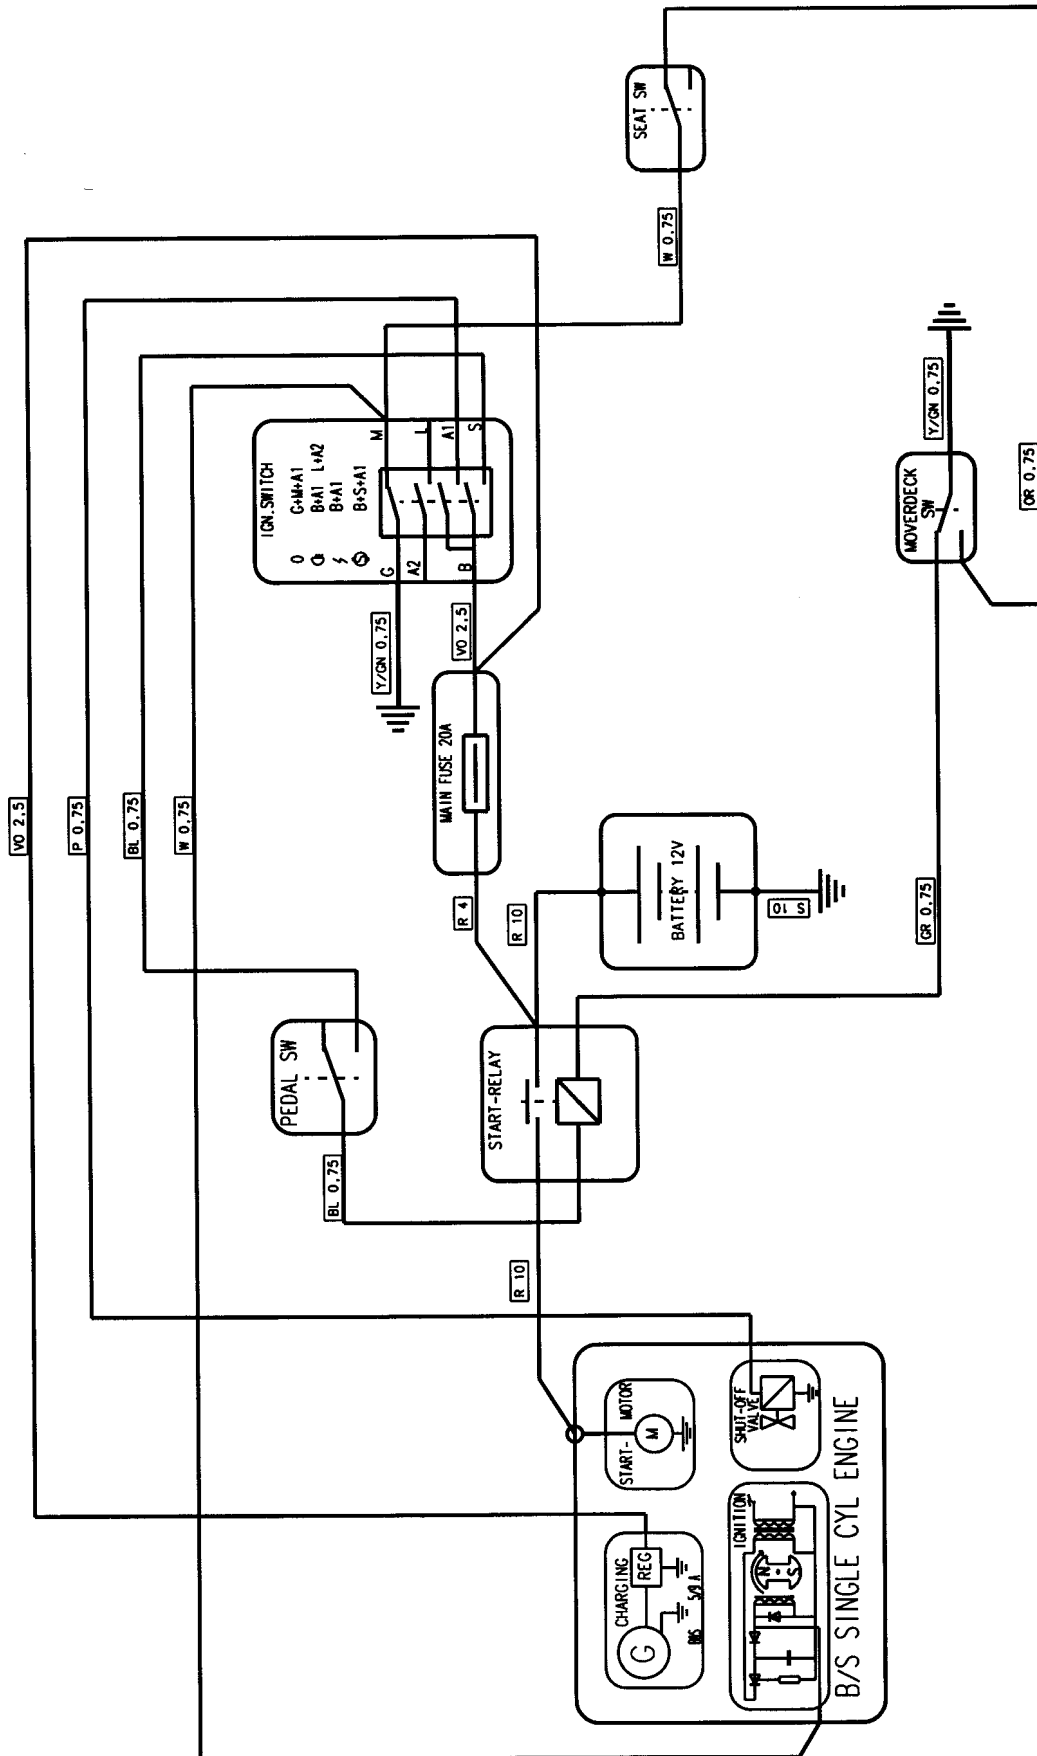 SEAT SW
W 0,75
IGN.SWITCH
0 G+M+A1
B+A1 L+A2
B+A1
S B+S+A1
M
L
A1
S
G
A2
B
Y/GN 0,75
VO 2,5
MAIN FUSE 20A
R 4
R 10
BATTERY 12V
S 10
Y/GN 0,75
MOVERDECK
SW
OR 0,75
GR 0,75
VO 2,5
P 0,75
BL 0,75
W 0,75
PEDAL SW
BL 0,75
START-RELAY
R 10
START-
MOTOR
M
SHUT-OFF
VALVE
CHARGING
REG
G
5/9 A
IGNITION
N
S
B/S SINGLE CYL ENGINE